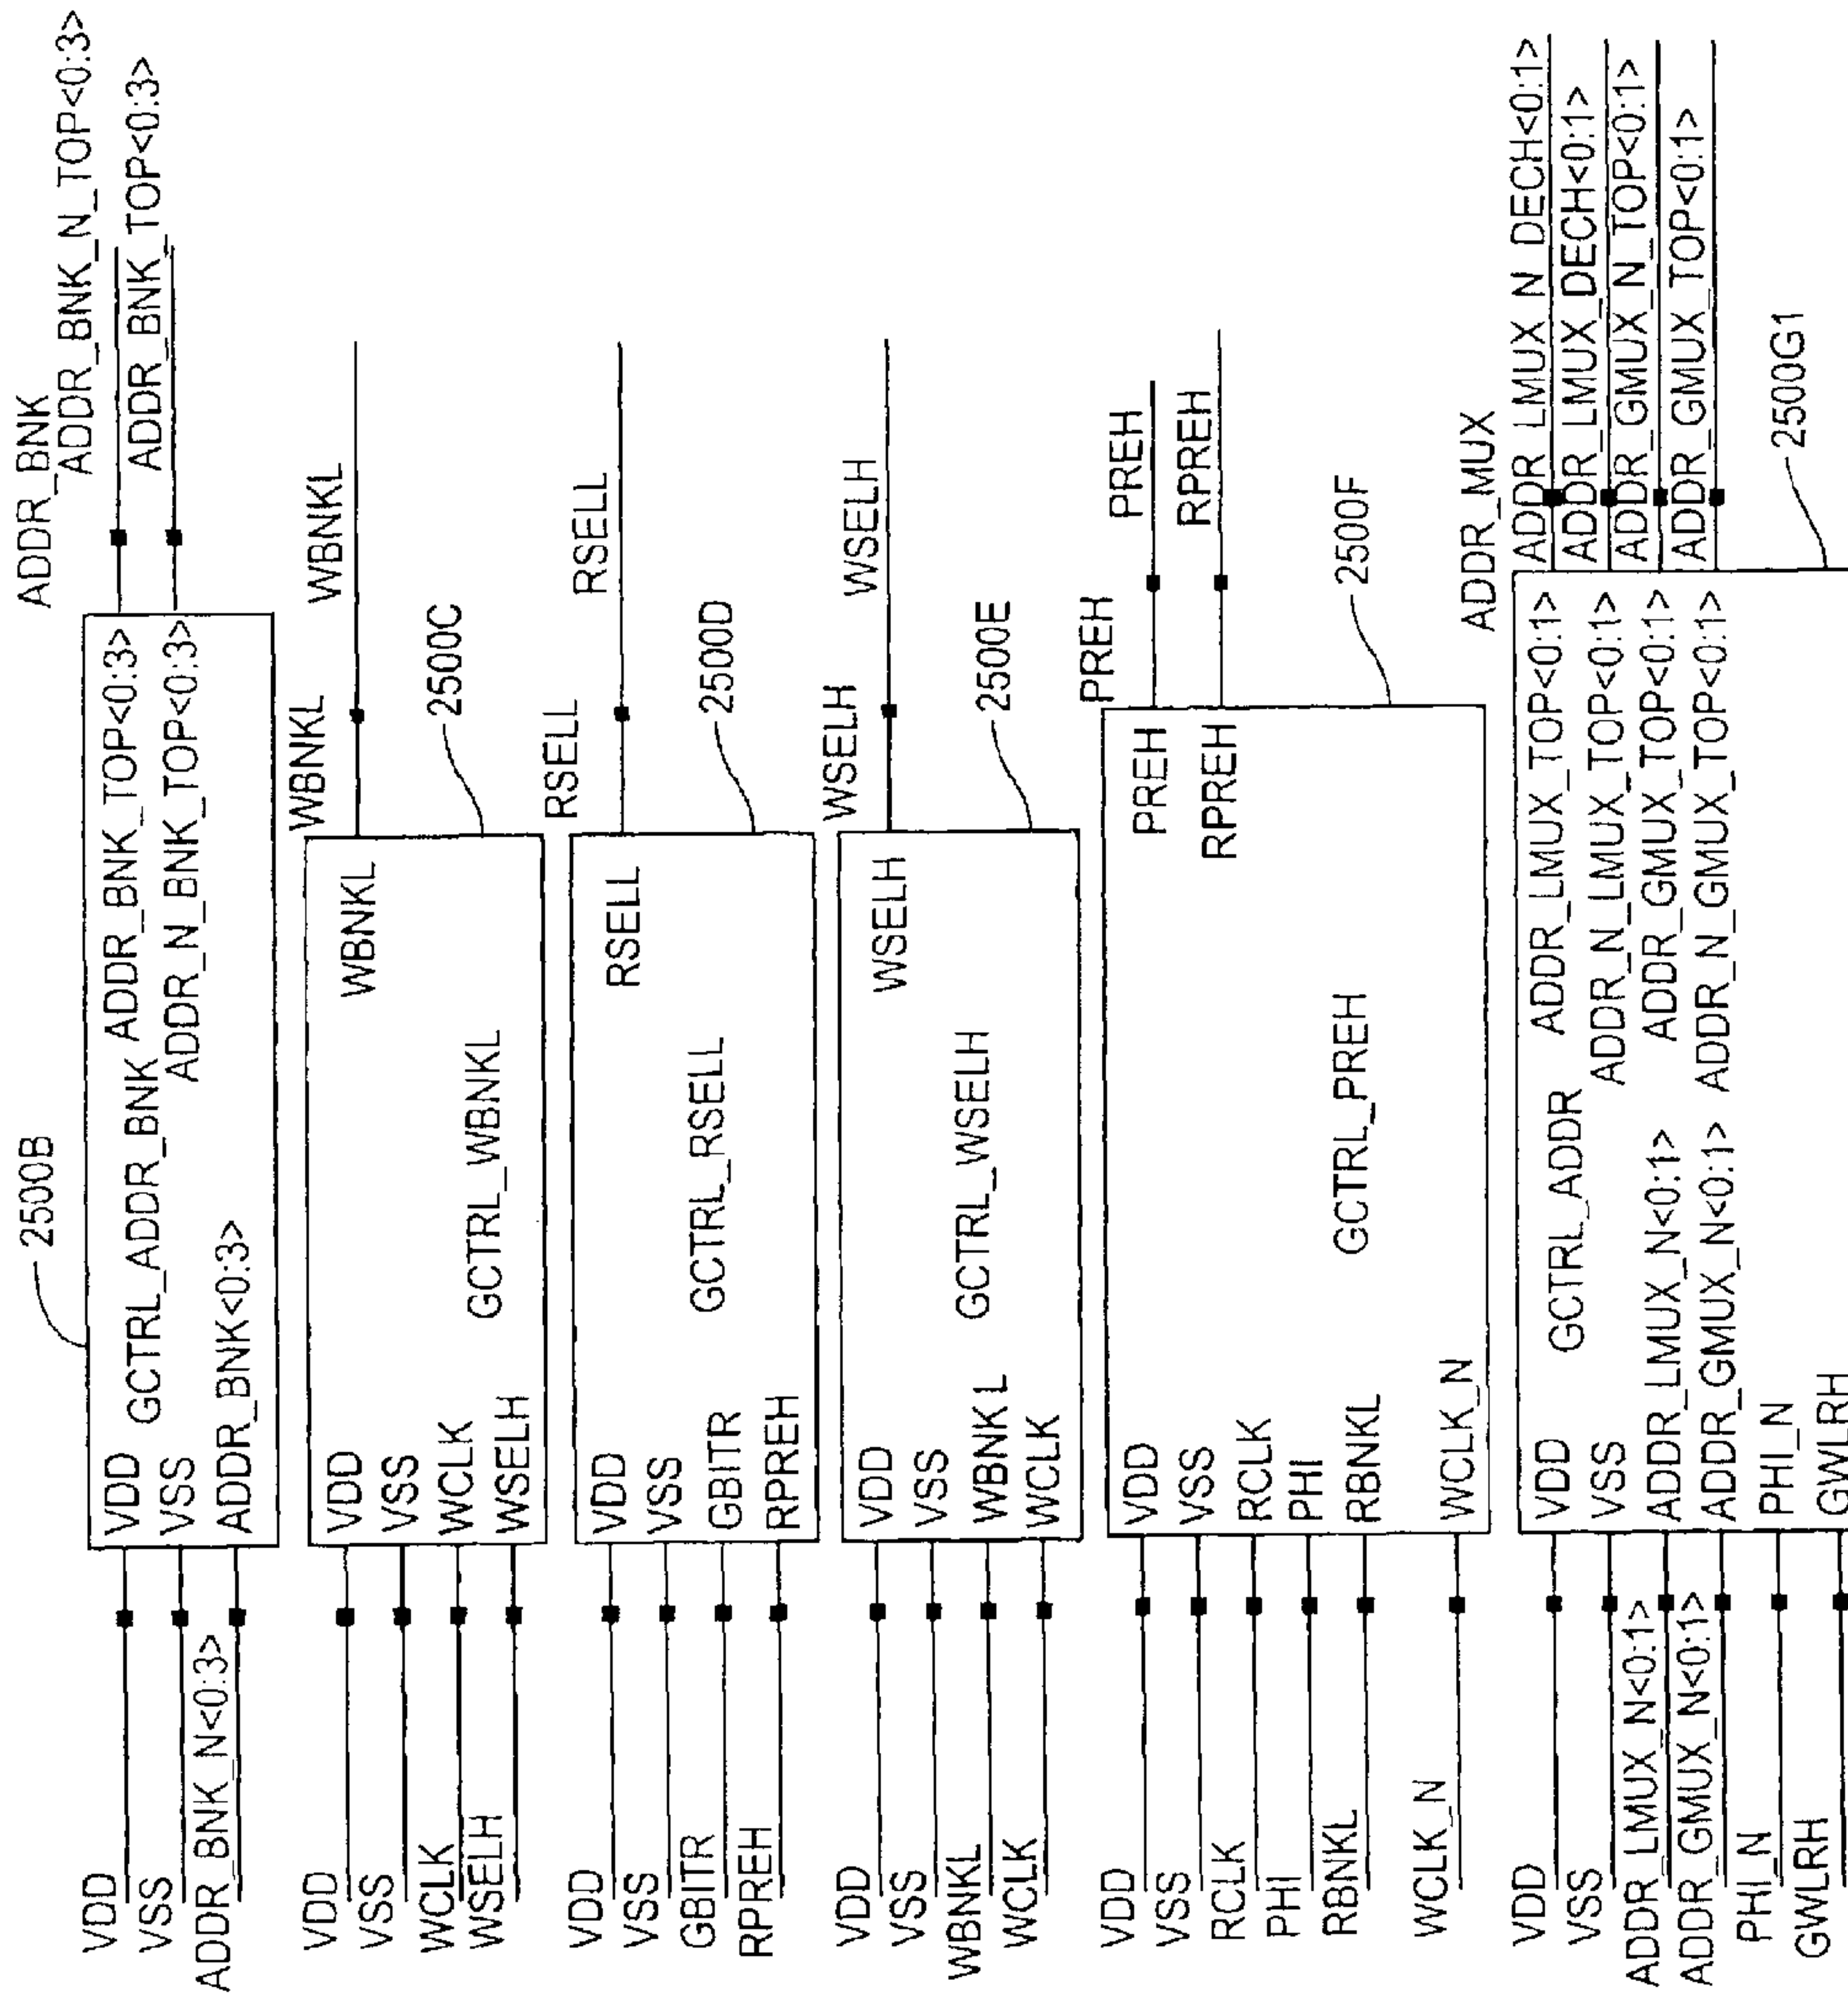 2500B
ADDR_BNK
VDD
VSS
ADDR_BNK_N<0:3>
VDD
VSS
ADDR_BNK<0:3>
GCTRL_ADDR_BNK
ADDR_BNK_TOP<0:3>
ADDR_N_BNK_TOP<0:3>
ADDR_BNK_N_TOP<0:3>
ADDR_BNK_TOP<0:3>
VDD
VSS
WCLK
WSELH
VDD
VSS
WCLK
WSELH
GCTRL_WBNKL
WBNKL
WBNKL
WBNKL
2500C
VDD
VSS
GBITR
RPREH
VDD
VSS
GBITR
RPREH
GCTRL_RSELL
RSELL
RSELL
RSELL
2500D
VDD
VSS
WBNKL
WCLK
VDD
VSS
WBNK L
WCLK
GCTRL_WSELH
WSELH
WSELH
WSELH
2500E
VDD
VSS
RCLK
PHI
RBNKL
WCLK_N
VDD
VSS
RCLK
PHI
RBNKL
WCLK_N
GCTRL_PREH
PREH
RPREH
PREH
PREH
RPREH
2500F
ADDR_MUX
VDD
VSS
ADDR_LMUX_N<0:1>
ADDR_GMUX_N<0:1>
PHI_N
GWLRH
VDD
VSS
ADDR_LMUX_N<0:1>
ADDR_GMUX_N<0:1>
PHI_N
GWLRH
GCTRL_ADDR
ADDR_LMUX_TOP<0:1>
ADDR_N_LMUX_TOP<0:1>
ADDR_GMUX_TOP<0:1>
ADDR_N_GMUX_TOP<0:1>
ADDR_LMUX_N_DECH<0:1>
ADDR_LMUX_DECH<0:1>
ADDR_GMUX_N_TOP<0:1>
ADDR_GMUX_TOP<0:1>
2500G1